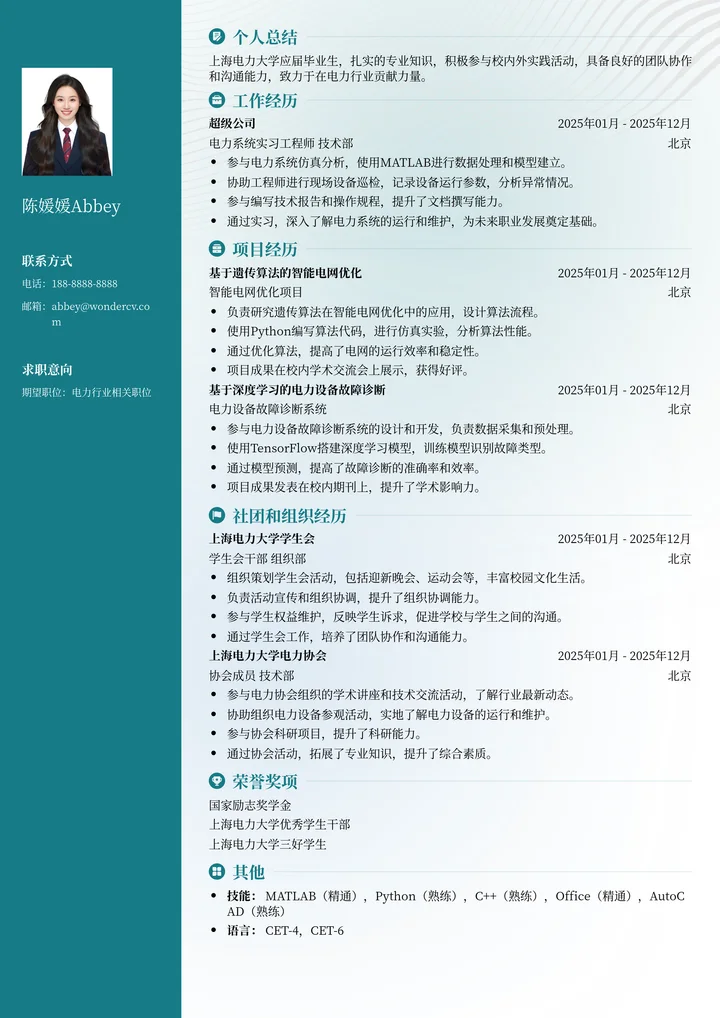 陈媛媛Abbey
联系方式
电话：188-8888-8888
邮箱：abbey@wondercv.co
m
求职意向
期望职位：电力行业相关职位
个人总结
上海电力大学应届毕业生，扎实的专业知识，积极参与校内外实践活动，具备良好的团队协作
和沟通能力，致力于在电力行业贡献力量。
工作经历
超级公司 2025年01月 - 2025年12月
电力系统实习工程师 技术部 北京
• 参与电力系统仿真分析，使用MATLAB进行数据处理和模型建立。
• 协助工程师进行现场设备巡检，记录设备运行参数，分析异常情况。
• 参与编写技术报告和操作规程，提升了文档撰写能力。
• 通过实习，深入了解电力系统的运行和维护，为未来职业发展奠定基础。
项目经历
基于遗传算法的智能电网优化 2025年01月 - 2025年12月
智能电网优化项目 北京
• 负责研究遗传算法在智能电网优化中的应用，设计算法流程。
• 使用Python编写算法代码，进行仿真实验，分析算法性能。
• 通过优化算法，提高了电网的运行效率和稳定性。
• 项目成果在校内学术交流会上展示，获得好评。
基于深度学习的电力设备故障诊断 2025年01月 - 2025年12月
电力设备故障诊断系统 北京
• 参与电力设备故障诊断系统的设计和开发，负责数据采集和预处理。
• 使用TensorFlow搭建深度学习模型，训练模型识别故障类型。
• 通过模型预测，提高了故障诊断的准确率和效率。
• 项目成果发表在校内期刊上，提升了学术影响力。
社团和组织经历
上海电力大学学生会 2025年01月 - 2025年12月
学生会干部 组织部 北京
• 组织策划学生会活动，包括迎新晚会、运动会等，丰富校园文化生活。
• 负责活动宣传和组织协调，提升了组织协调能力。
• 参与学生权益维护，反映学生诉求，促进学校与学生之间的沟通。
• 通过学生会工作，培养了团队协作和沟通能力。
上海电力大学电力协会 2025年01月 - 2025年12月
协会成员 技术部 北京
• 参与电力协会组织的学术讲座和技术交流活动，了解行业最新动态。
• 协助组织电力设备参观活动，实地了解电力设备的运行和维护。
• 参与协会科研项目，提升了科研能力。
• 通过协会活动，拓展了专业知识，提升了综合素质。
荣誉奖项
国家励志奖学金
上海电力大学优秀学生干部
上海电力大学三好学生
其他
• 技能： MATLAB（精通），Python（熟练），C++（熟练），Office（精通），AutoC
AD（熟练）
• 语言： CET-4，CET-6